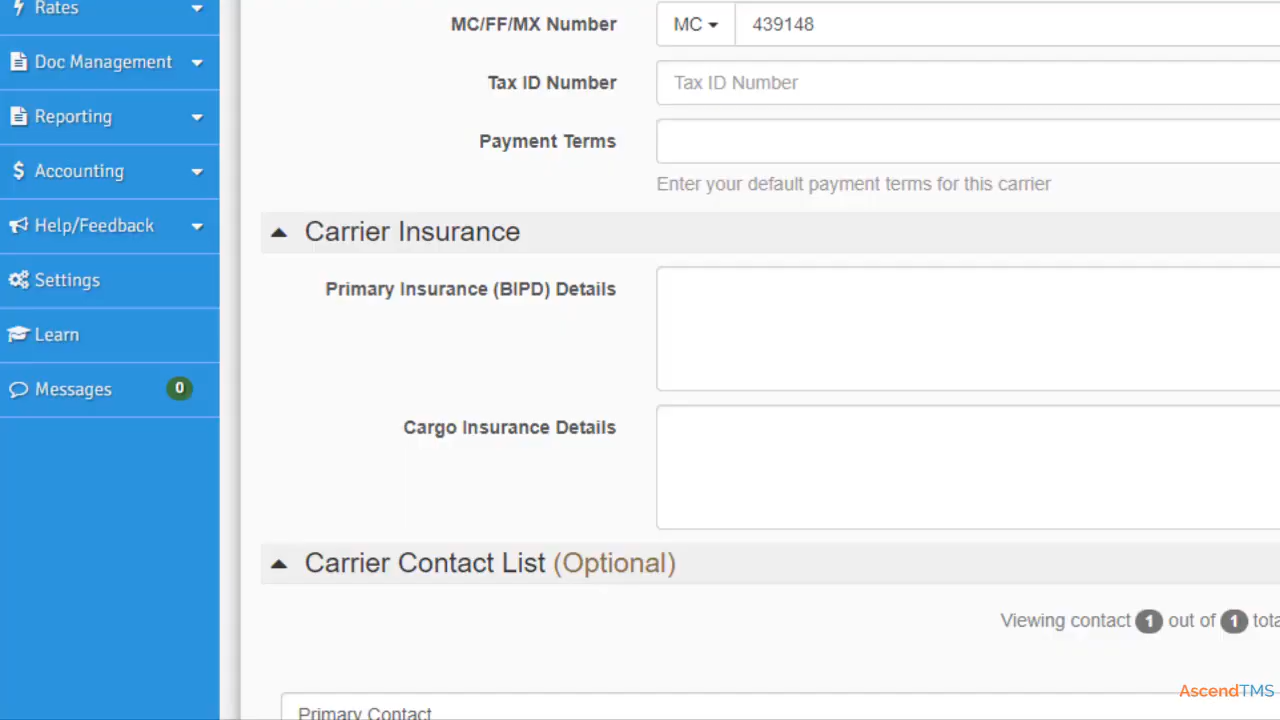 Rates
Doc Management
Reporting
Accounting
Help/Feedback
Settings
Learn
Messages 0
MC/FF/MX Number MC 439148
Tax ID Number Tax ID Number
Payment Terms
Enter your default payment terms for this carrier
Carrier Insurance
Primary Insurance (BIPD) Details
Cargo Insurance Details
Carrier Contact List (Optional)
Viewing contact 1 out of 1
Primary Contact
AscendTMS